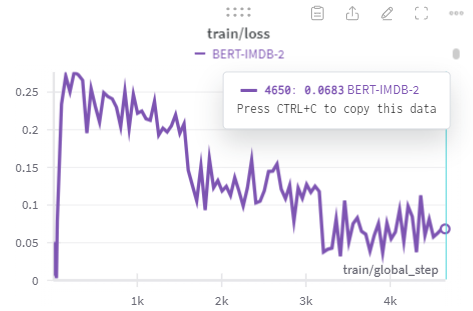 train/loss
BERT-IMDB-2
4650: 0.0683 BERT-IMDB-2
Press CTRL+C to copy this data
0.25
0.2
0.15
0.1
0.05
0
train/global_step
1k
2k
3k
4k